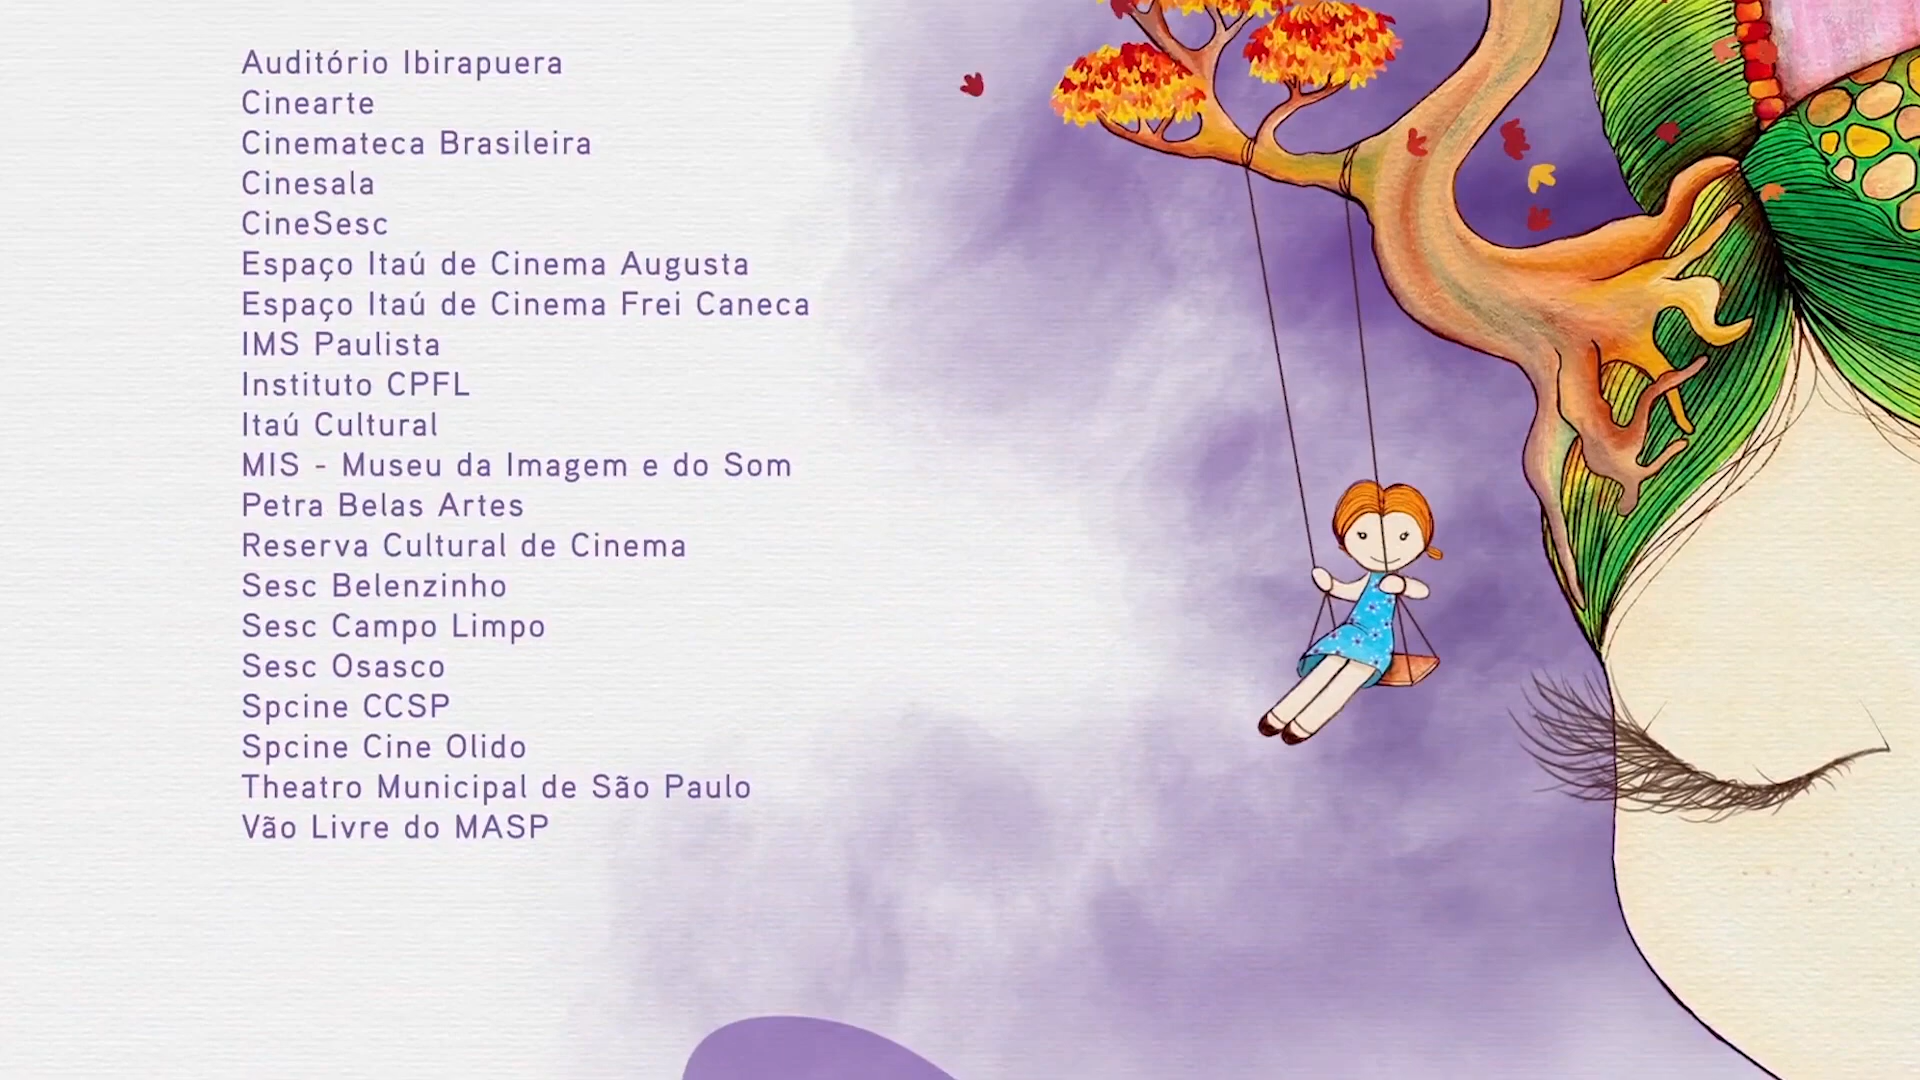 Auditório Ibirapuera
Cinearte
Cinemateca Brasileira
Cinesala
CineSesc
Espaço Itaú de Cinema Augusta
Espaço Itaú de Cinema Frei Caneca
IMS Paulista
Instituto CPFL
Itaú Cultural
MIS - Museu da Imagem e do Som
Petra Belas Artes
Reserva Cultural de Cinema
Sesc Belenzinho
Sesc Campo Limpo
Sesc Osasco
Spcine CCSP
Spcine Cine Olido
Theatro Municipal de São Paulo
Vão Livre do MASP